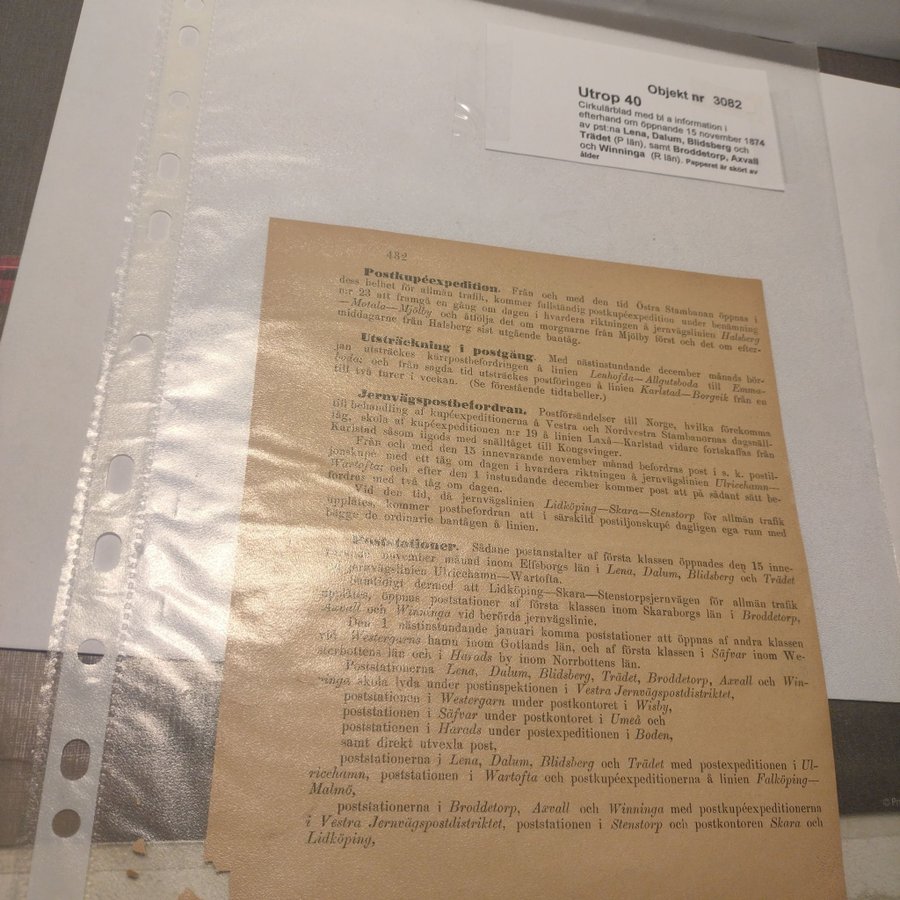 Objekt nr 3082
Utrop 40
Cirkulärblad med bl a information i
efterhand om öppnande 15 november 1874
av pst:na Lena, Dalum, Blidsberg och
Trädet (P län), samt Broddetorp, Axvall
och Winninga (R län). Papperet är skört av
ålder
482
Postkupéexpedition. Från och med den tid Östra Stambanan öppnas i
dess helhet för allmän trafik, kommer fullständig postkupéexpedition under benämning
n:r 23 att framgå en gång om dagen i hvardera riktningen å jernvägslinien Halsberg
—Motala—Mjölby och åtfölja det om morgnarne från Mjölby först och det om efter-
middagarne från Halsberg sist utgående bantåg.
Utsträckning i postgång. Med nästinstundande december månads bör-
jan utsträckes kärrpostbefordringen å linien Lenhofda—Allgutsboda till Emma-
boda; och från sagda tid utsträckes postföringen å linien Karlstad—Borgvik från en
till två turer i veckan. (Se förestående tidtabeller.)
Jernvägspostbefordran. Postförsändelser till Norge, hvilka förekomma
till behandling af kupéexpeditionerna å Vestra och Nordvestra Stambanornas dagsnäll-
tåg, skola af kupéexpeditionen n:r 19 å linien Laxå—Karlstad vidare fortskaffas från
Karlstad såsom ilgods med snälltåget till Kongsvinger.
Från och med den 15 innevarande november månad befordras post i s. k. postil-
jonskupé med ett tåg om dagen i hvardera riktningen å jernvägslinien Ulricehamn—
Wartofta; och efter den 1 instundande december kommer post att på sådant sätt be-
fordras med två tåg om dagen.
Vid den tid, då jernvägslinien Lidköping—Skara—Stenstorp för allmän trafik
upplåtes, kommer postbefordran att i särskild postiljonskupé dagligen ega rum med
bägge de ordinarie bantågen å linien.
Poststationer. Sådane postanstalter af första klassen öppnades den 15 inne-
varande november månad inom Elfsborgs län i Lena, Dalum, Blidsberg och Trädet
jernvägslinien Ulricehamn—Wartofta.
Samtidigt dermed att Lidköping—Skara—Stenstorpsjernvägen för allmän trafik
upplåtes, öppnas poststationer af första klassen inom Skaraborgs län i Broddetorp,
Axvall och Winninga vid berörda jernvägslinie.
Den 1 nästinstundande januari komma poststationer att öppnas af andra klassen
vid Westergarns hamn inom Gotlands län, och af första klassen i Säfvar inom We-
sterbottens län och i Harads by inom Norrbottens län.
Poststationerna Lena, Dalum, Blidsberg, Trädet, Broddetorp, Axvall och Win-
ninga skola lyda under postinspektionen i Vestra Jernvägspostdistriktet,
poststationen i Westergarn under postkontoret i Wisby,
poststationen i Säfvar under postkontoret i Umeå och
poststationen i Harads under postexpeditionen i Boden,
samt direkt utvexla post,
poststationerna i Lena, Dalum, Blidsberg och Trädet med postexpeditionen i Ul-
ricehamn, poststationen i Wartofta och postkupéexpeditionerna å linien Falköping—
Malmö,
poststationerna i Broddetorp, Axvall och Winninga med postkupéexpeditionerna
i Vestra Jernvägspostdistriktet, poststationen i Stenstorp och postkontoren Skara och
Lidköping,